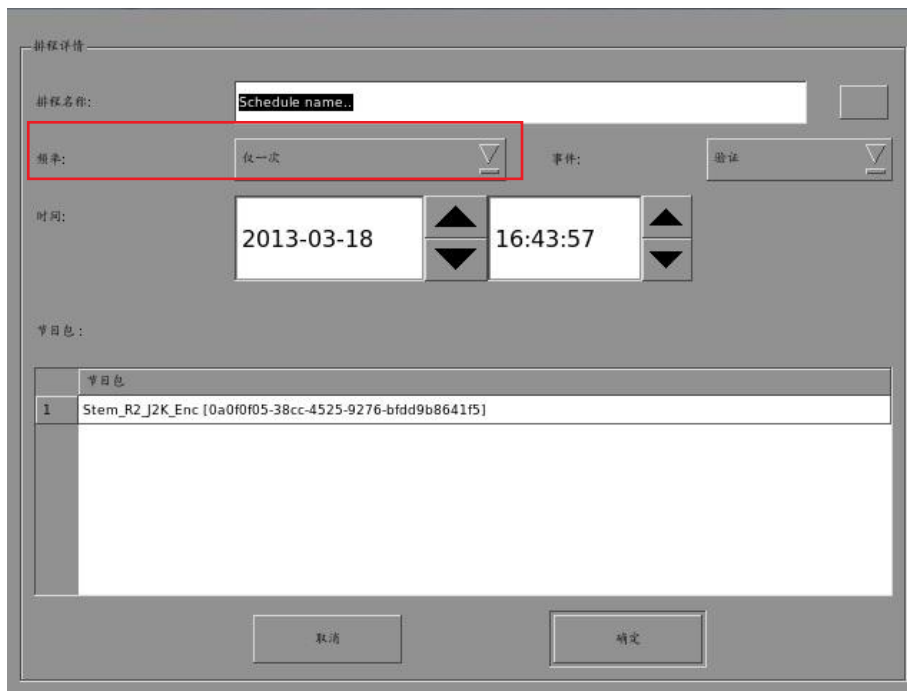 排程详情
排程名称: Schedule name..
频率: 仅一次 事件: 验证
时间: 2013-03-18 16:43:57
节目包:
节目包
1 Stem_R2_J2K_Enc [0a0f0f05-38cc-4525-9276-bfdd9b8641f5]
取消 确定